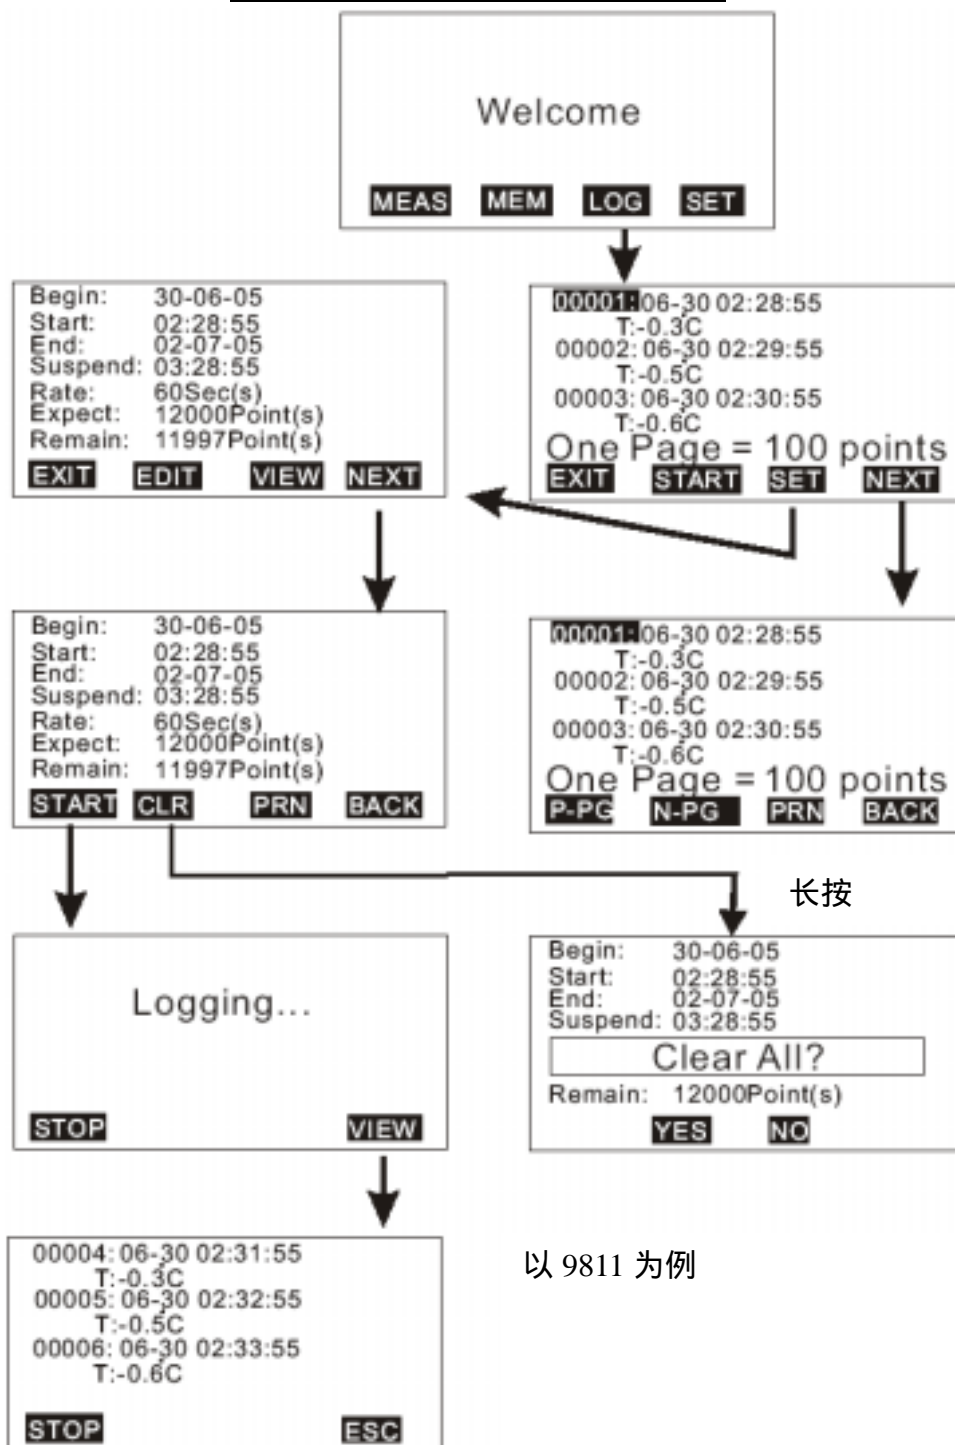 Welcome
MEAS MEM LOG SET
Begin: 30-06-05
Start: 02:28:55
End: 02-07-05
Suspend: 03:28:55
Rate: 60Sec(s)
Expect: 12000Point(s)
Remain: 11997Point(s)
EXIT EDIT VIEW NEXT
00001: 06-30 02:28:55
T:-0.3C
00002: 06-30 02:29:55
T:-0.5C
00003: 06-30 02:30:55
T:-0.6C
One Page = 100 points
EXIT START SET NEXT
Begin: 30-06-05
Start: 02:28:55
End: 02-07-05
Suspend: 03:28:55
Rate: 60Sec(s)
Expect: 12000Point(s)
Remain: 11997Point(s)
START CLR PRN BACK
00001: 06-30 02:28:55
T:-0.3C
00002: 06-30 02:29:55
T:-0.5C
00003: 06-30 02:30:55
T:-0.6C
One Page = 100 points
P-PG N-PG PRN BACK
长按
Logging...
STOP VIEW
Begin: 30-06-05
Start: 02:28:55
End: 02-07-05
Suspend: 03:28:55
Clear All?
Remain: 12000Point(s)
YES NO
00004: 06-30 02:31:55
T:-0.3C
00005: 06-30 02:32:55
T:-0.5C
00006: 06-30 02:33:55
T:-0.6C
STOP ESC
以 9811 为例